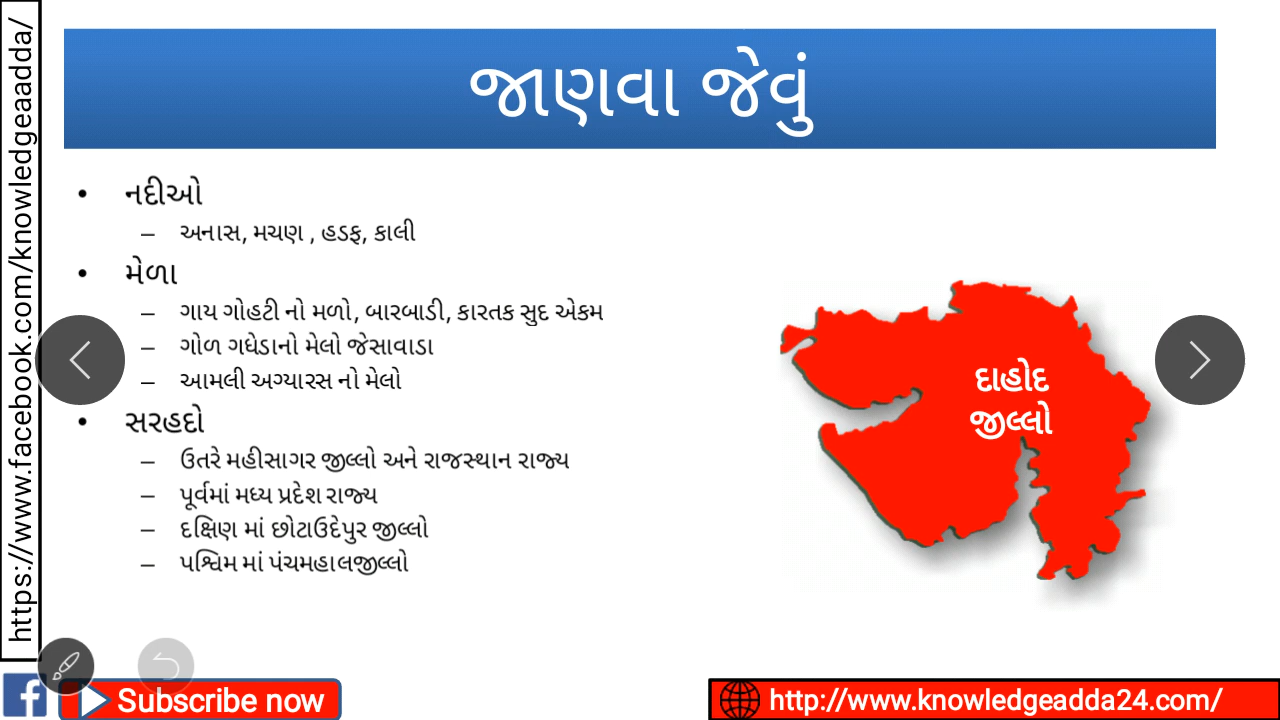 https://www.facebook.com/knowledgeaadda/
જાણવા જેવું
• નદીઓ
– અનાસ, મચણ , હડફ, કાલી
• મેળા
– ગાય ગોહટી નો મળો, બારબાડી, કારતક સુદ એકમ
– ગોળ ગધેડાનો મેલો જેસાવાડા
– આમલી અગ્યારસ નો મેલો
• સરહદો
– ઉતરે મહીસાગર જીલ્લો અને રાજસ્થાન રાજ્ય
– પૂર્વમાં મધ્ય પ્રદેશ રાજ્ય
– દક્ષિણ માં છોટાઉદેપુર જીલ્લો
– પશ્વિમ માં પંચમહાલજીલ્લો
દાહોદ
જીલ્લો
f
Subscribe now
http://www.knowledgeadda24.com/